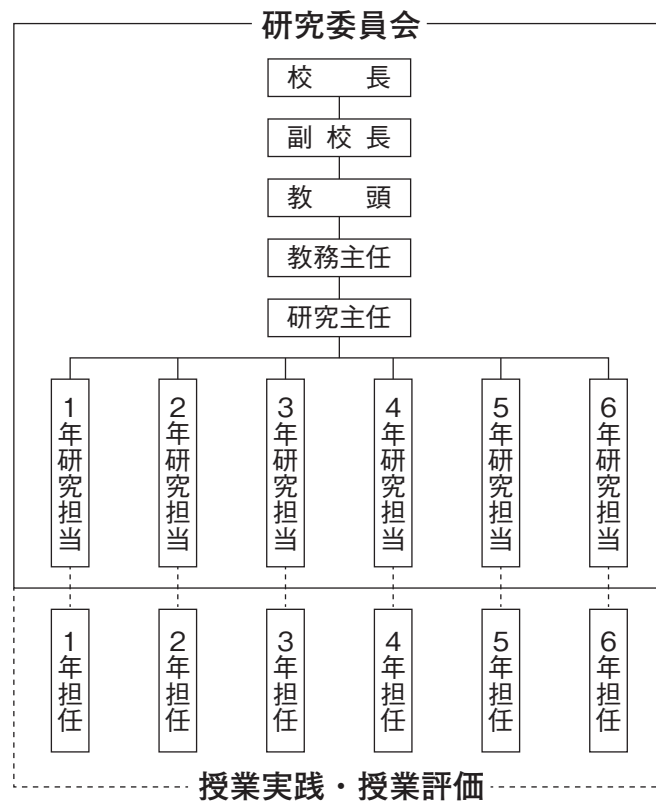 研究委員会
校　　長
副 校 長
教　　頭
教務主任
研究主任
1年研究担当
2年研究担当
3年研究担当
4年研究担当
5年研究担当
6年研究担当
1年担任
2年担任
3年担任
4年担任
5年担任
6年担任
授業実践・授業評価